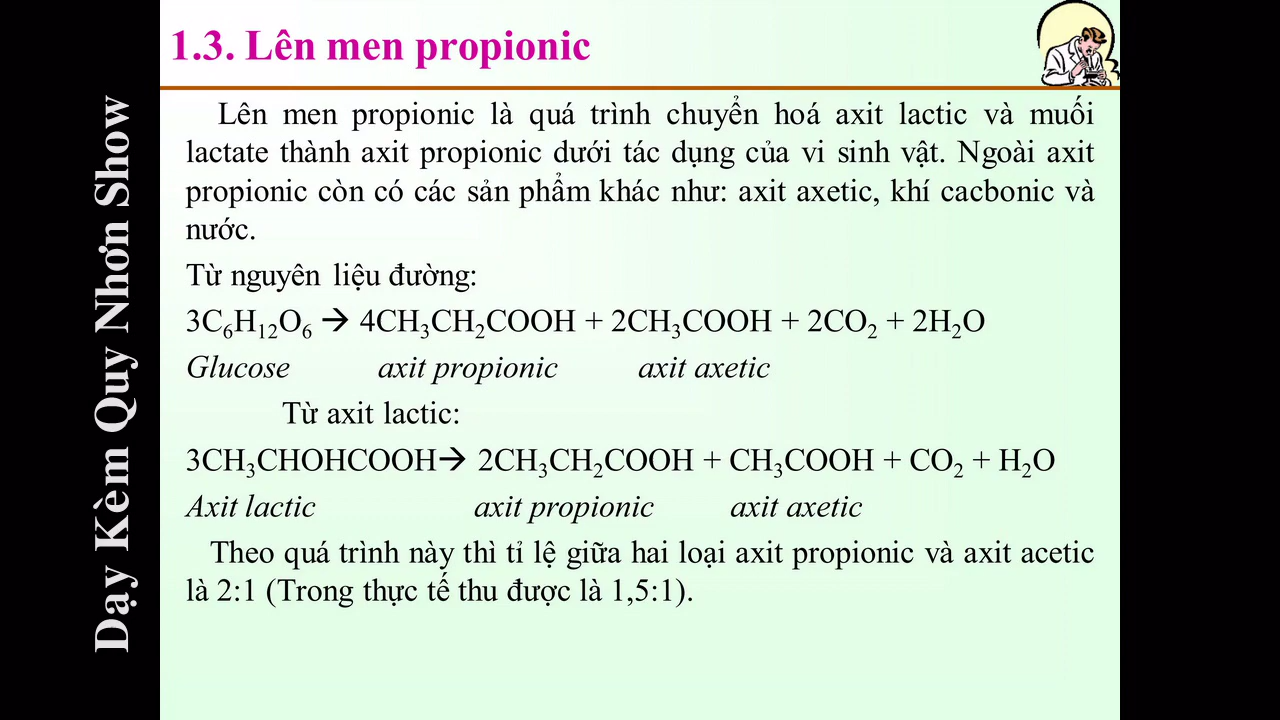 1.3. Lên men propionic
Lên men propionic là quá trình chuyển hoá axit lactic và muối
lactate thành axit propionic dưới tác dụng của vi sinh vật. Ngoài axit
propionic còn có các sản phẩm khác như: axit axetic, khí cacbonic và
nước.
Từ nguyên liệu đường:
3C₆H₁₂O₆ → 4CH₃CH₂COOH + 2CH₃COOH + 2CO₂ + 2H₂O
Glucose axit propionic axit axetic
Từ axit lactic:
3CH₃CHOHCOOH→ 2CH₃CH₂COOH + CH₃COOH + CO₂ + H₂O
Axit lactic axit propionic axit axetic
Theo quá trình này thì tỉ lệ giữa hai loại axit propionic và axit acetic
là 2:1 (Trong thực tế thu được là 1,5:1).
Dạy Kèm Quy Nhơn Show